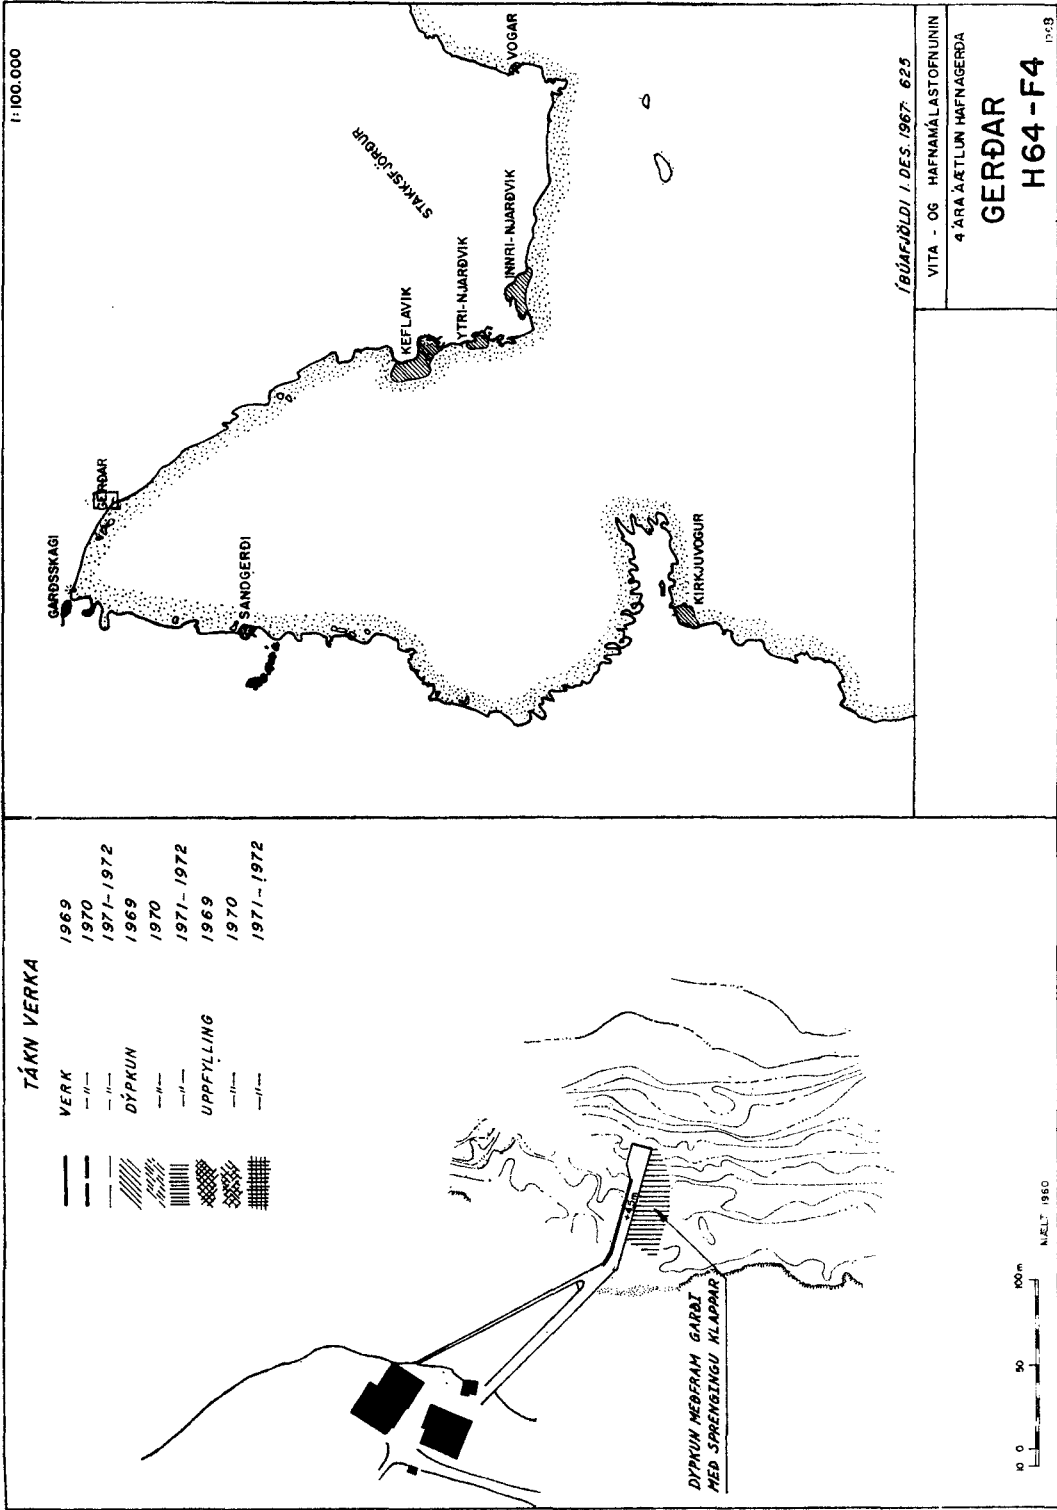 TÁKN VERKA
VERK 1969
—"— 1970
—"— 1971-1972
DÝPKUN 1969
—"— 1970
—"— 1971-1972
UPPFYLLING 1969
—"— 1970
—"— 1971-1972
+4.5m
DÝPKUN MEÐFRAM GARÐI
MEÐ SPRENGINGU KLAPPAR
10 0 50 100 m
MÆLT 1960
1:100.000
GARÐSSKAGI
GERÐAR
SANDGERÐI
STAKKSFJÖRÐUR
VOGAR
KEFLAVIK
YTRI-NJARÐVIK
INNRI-NJARÐVIK
KIRKJUVOGUR
ÍBÚAFJÖLDI 1. DES. 1967: 625
VITA - OG HAFNAMÁLASTOFNUNIN
4 ÁRA ÁÆTLUN HAFNAGERÐA
GERÐAR
H64-F4